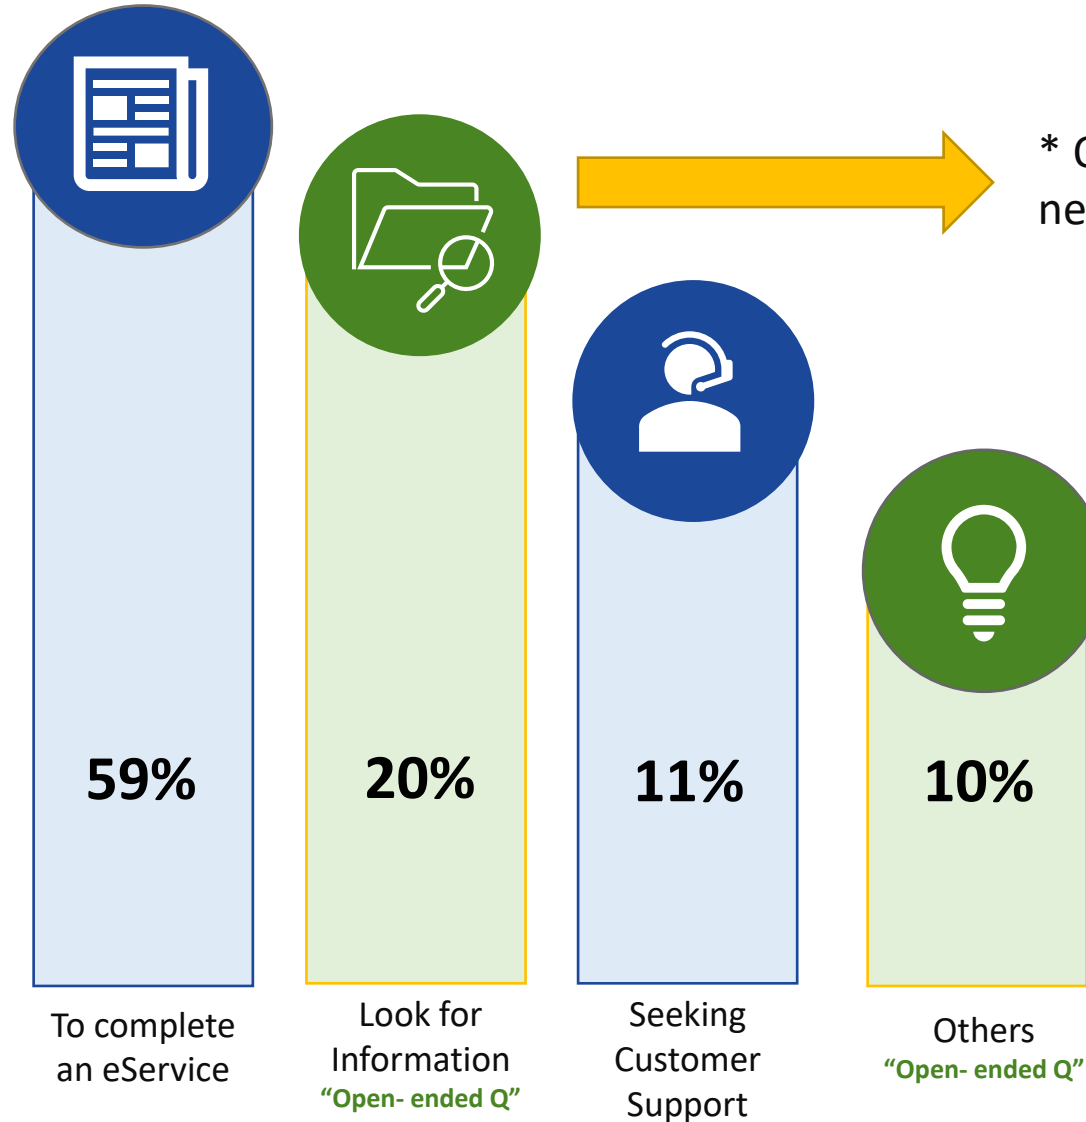 *
59%
20%
11%
10%
To complete
an eService
Look for
Information
“Open- ended Q”
Seeking
Customer
Support
Others
“Open- ended Q”